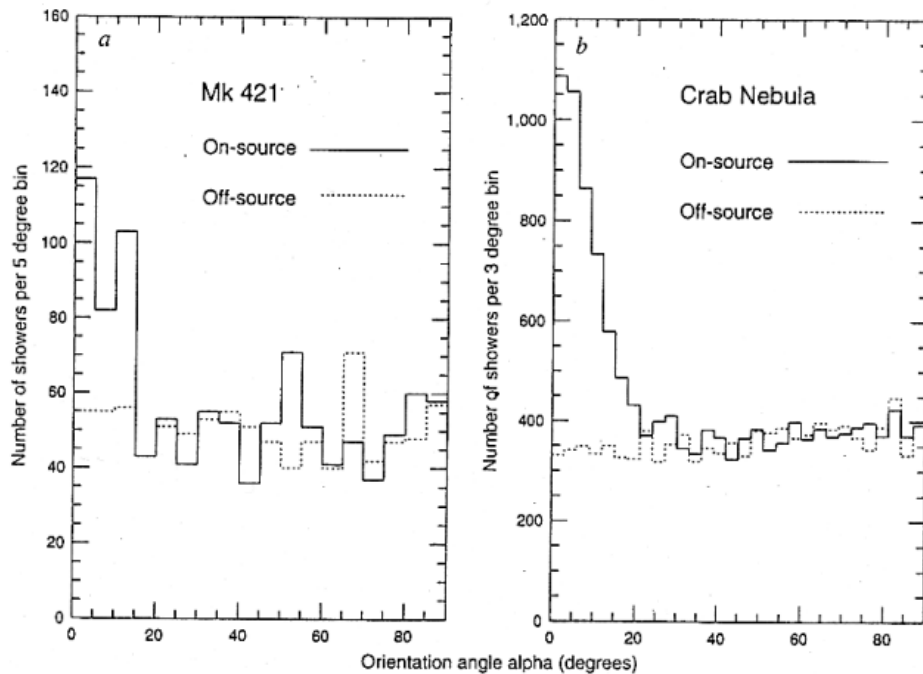 a
Mk 421
On-source
Off-source
Number of showers per 5 degree bin
160
140
120
100
80
60
40
20
0
0 20 40 60 80
b
Crab Nebula
On-source
Off-source
Number of showers per 3 degree bin
1,200
1,000
800
600
400
200
0
0 20 40 60 80
Orientation angle alpha (degrees)